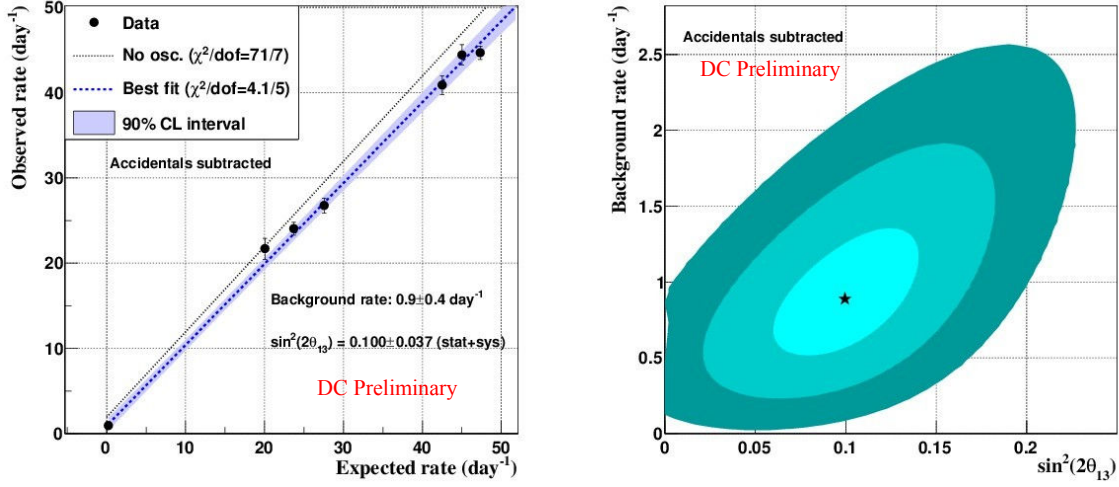 50
40
30
20
10
0
Observed rate (day⁻¹)
Data
No osc. (χ²/dof=71/7)
Best fit (χ²/dof=4.1/5)
90% CL interval
Accidentals subtracted
Background rate: 0.9±0.4 day⁻¹
sin²(2θ₁₃) = 0.100±0.037 (stat+sys)
DC Preliminary
0 10 20 30 40 50
Expected rate (day⁻¹)
Background rate (day⁻¹)
2.5
2
1.5
1
0.5
0
Accidentals subtracted
DC Preliminary
0 0.05 0.1 0.15 0.2
sin²(2θ₁₃)